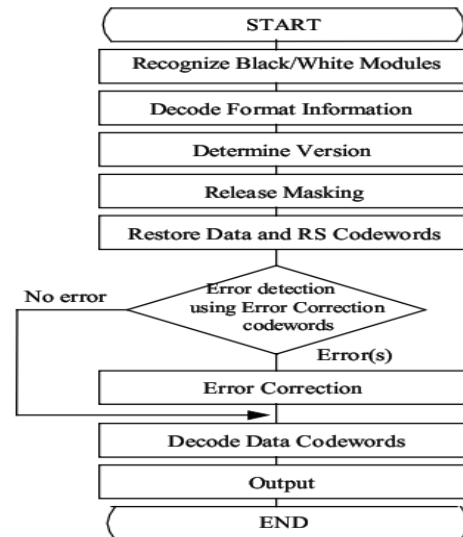 START
Recognize Black/White Modules
Decode Format Information
Determine Version
Release Masking
Restore Data and RS Codewords
No error
Error detection
using Error Correction
codewords
Error(s)
Error Correction
Decode Data Codewords
Output
END